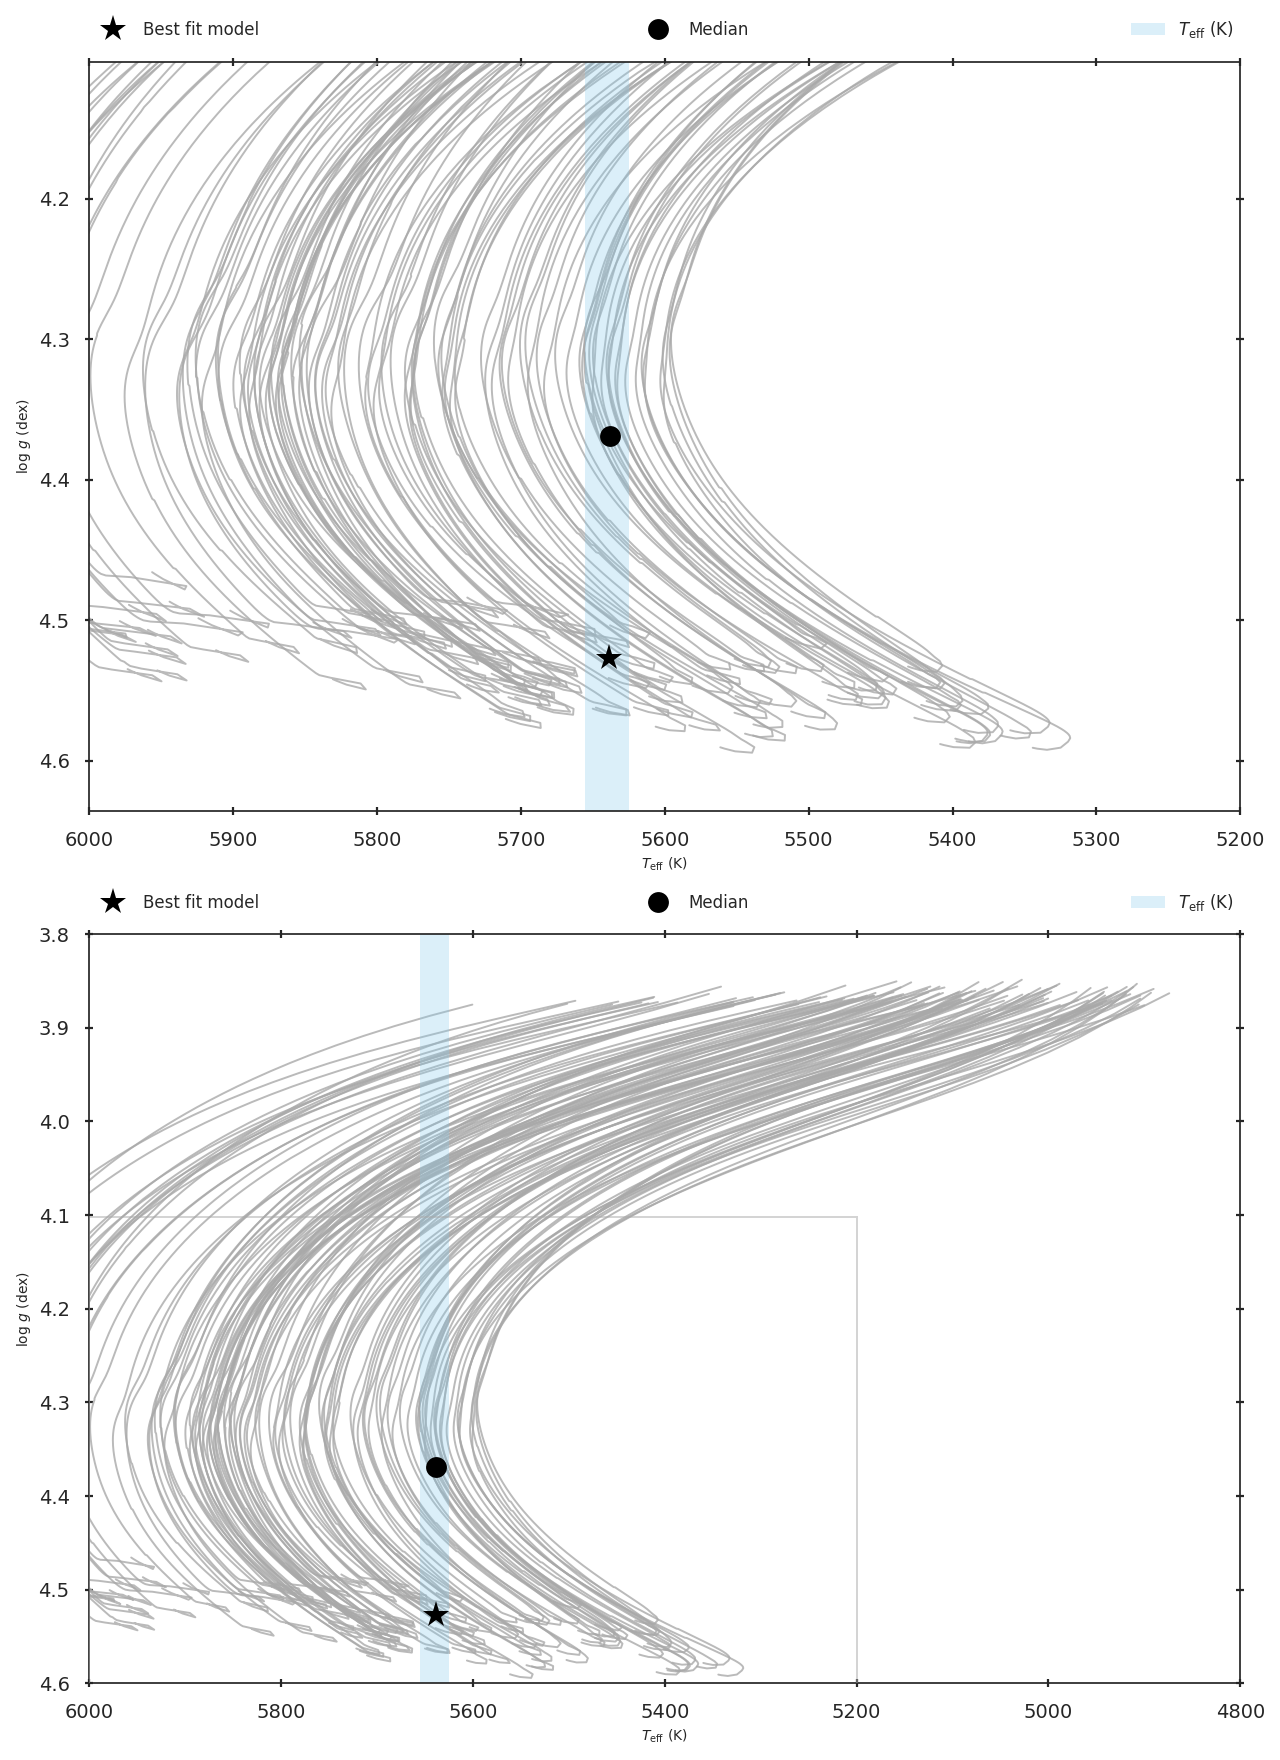 Best fit model Median Teff (K)
4.2
4.3
log g (dex)
4.4
4.5
4.6
6000 5900 5800 5700 5600 5500 5400 5300 5200
Teff (K)
Best fit model Median Teff (K)
3.8
3.9
4.0
4.1
4.2
log g (dex)
4.3
4.4
4.5
4.6
6000 5800 5600 5400 5200 5000 4800
Teff (K)